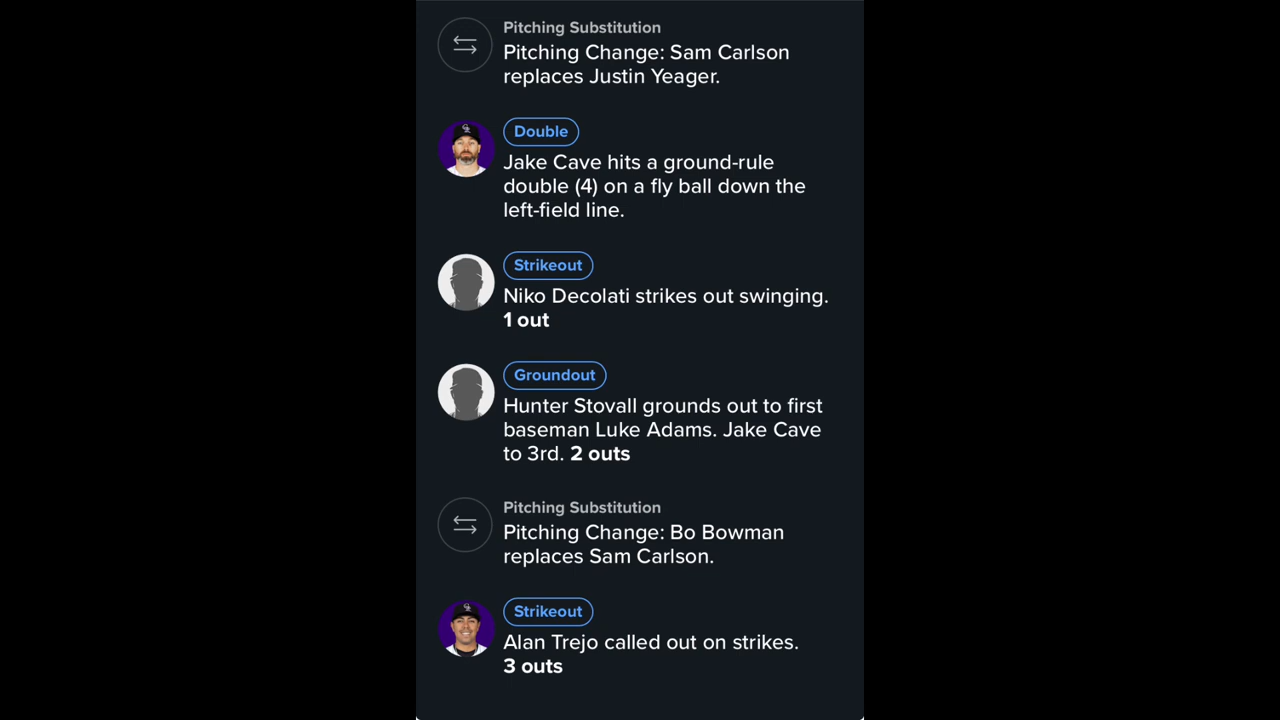 Pitching Substitution
Pitching Change: Sam Carlson
replaces Justin Yeager.
Double
Jake Cave hits a ground-rule
double (4) on a fly ball down the
left-field line.
Strikeout
Niko Decolati strikes out swinging.
1 out
Groundout
Hunter Stovall grounds out to first
baseman Luke Adams. Jake Cave
to 3rd. 2 outs
Pitching Substitution
Pitching Change: Bo Bowman
replaces Sam Carlson.
Strikeout
Alan Trejo called out on strikes.
3 outs